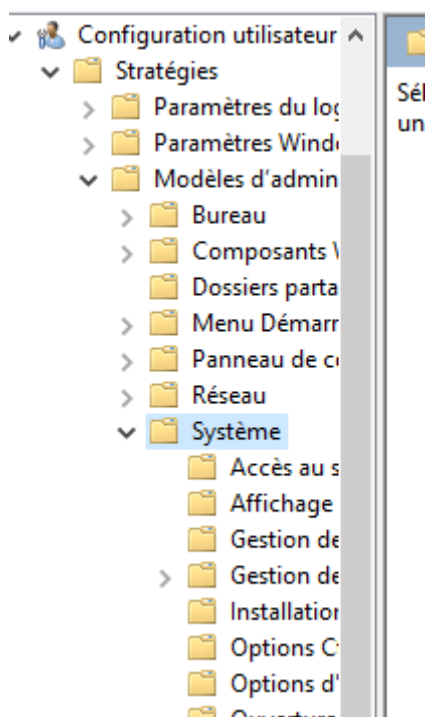 Configuration utilisateur
Stratégies
Paramètres du log
Paramètres Wind
Modèles d'admin
Bureau
Composants
Dossiers parta
Menu Démarr
Panneau de c
Réseau
Système
Accès au s
Affichage
Gestion de
Gestion de
Installation
Options C
Options d'
Sél
un